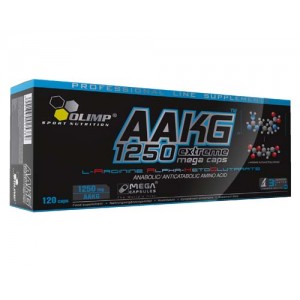 PROFESSIONAL LINE SUPPLEMENT
OLIMP
SPORT NUTRITION
AAKG
1250 extreme
mega caps
L-ARGININE ALPHA-KETOGLUTARATE
ANABOLIC/ANTICATABOLIC AMINO ACID
1250 mg
AAKG
MEGA
CAPSULES
120 caps